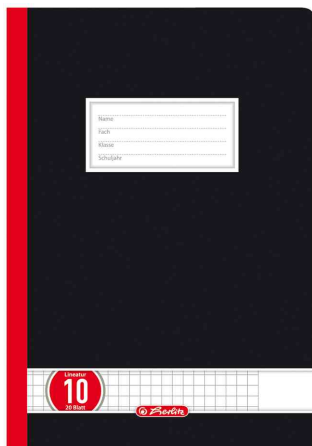 Name
Fach
Klasse
Schuljahr
Lineatur
10
20 Blatt
Herlitz